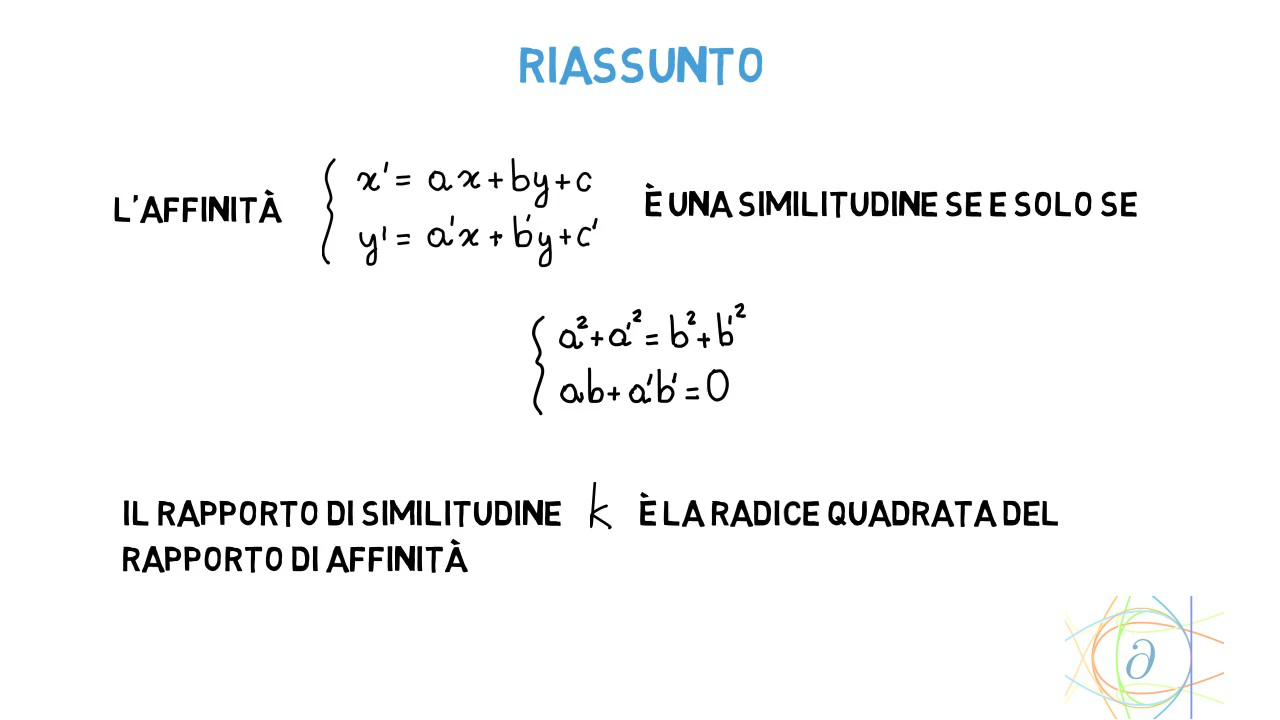 RIASSUNTO
L'AFFINITÀ { x' = ax + by + c
y' = a'x + b'y + c' È UNA SIMILITUDINE SE E SOLO SE
{ a² + a'² = b² + b'²
ab + a'b' = 0
IL RAPPORTO DI SIMILITUDINE k È LA RADICE QUADRATA DEL
RAPPORTO DI AFFINITÀ
∂